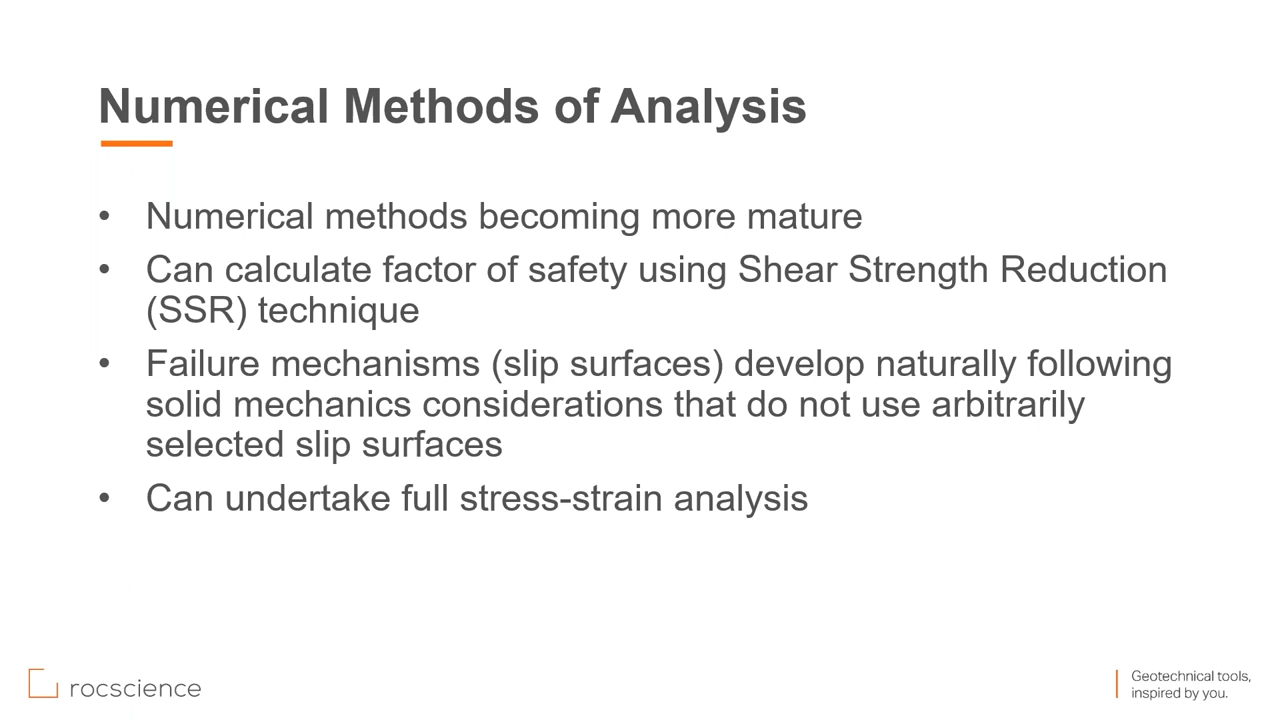 Numerical Methods of Analysis
• Numerical methods becoming more mature
• Can calculate factor of safety using Shear Strength Reduction
(SSR) technique
• Failure mechanisms (slip surfaces) develop naturally following
solid mechanics considerations that do not use arbitrarily
selected slip surfaces
• Can undertake full stress-strain analysis
rocscience
Geotechnical tools,
inspired by you.